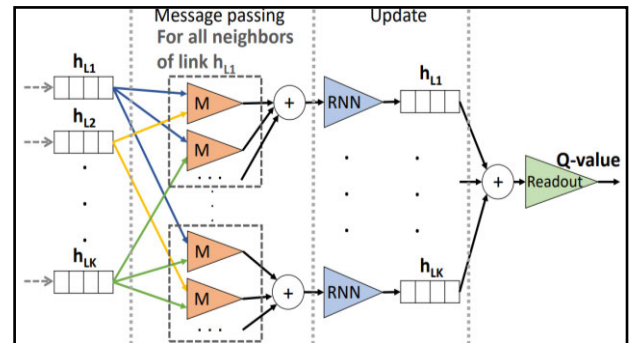 Message passing
Update
For all neighbors
of link hL1
hL1
hL2
hLK
M
M
. . .
M
M
. . .
+
+
RNN
RNN
hL1
hLK
+
Q-value
Readout